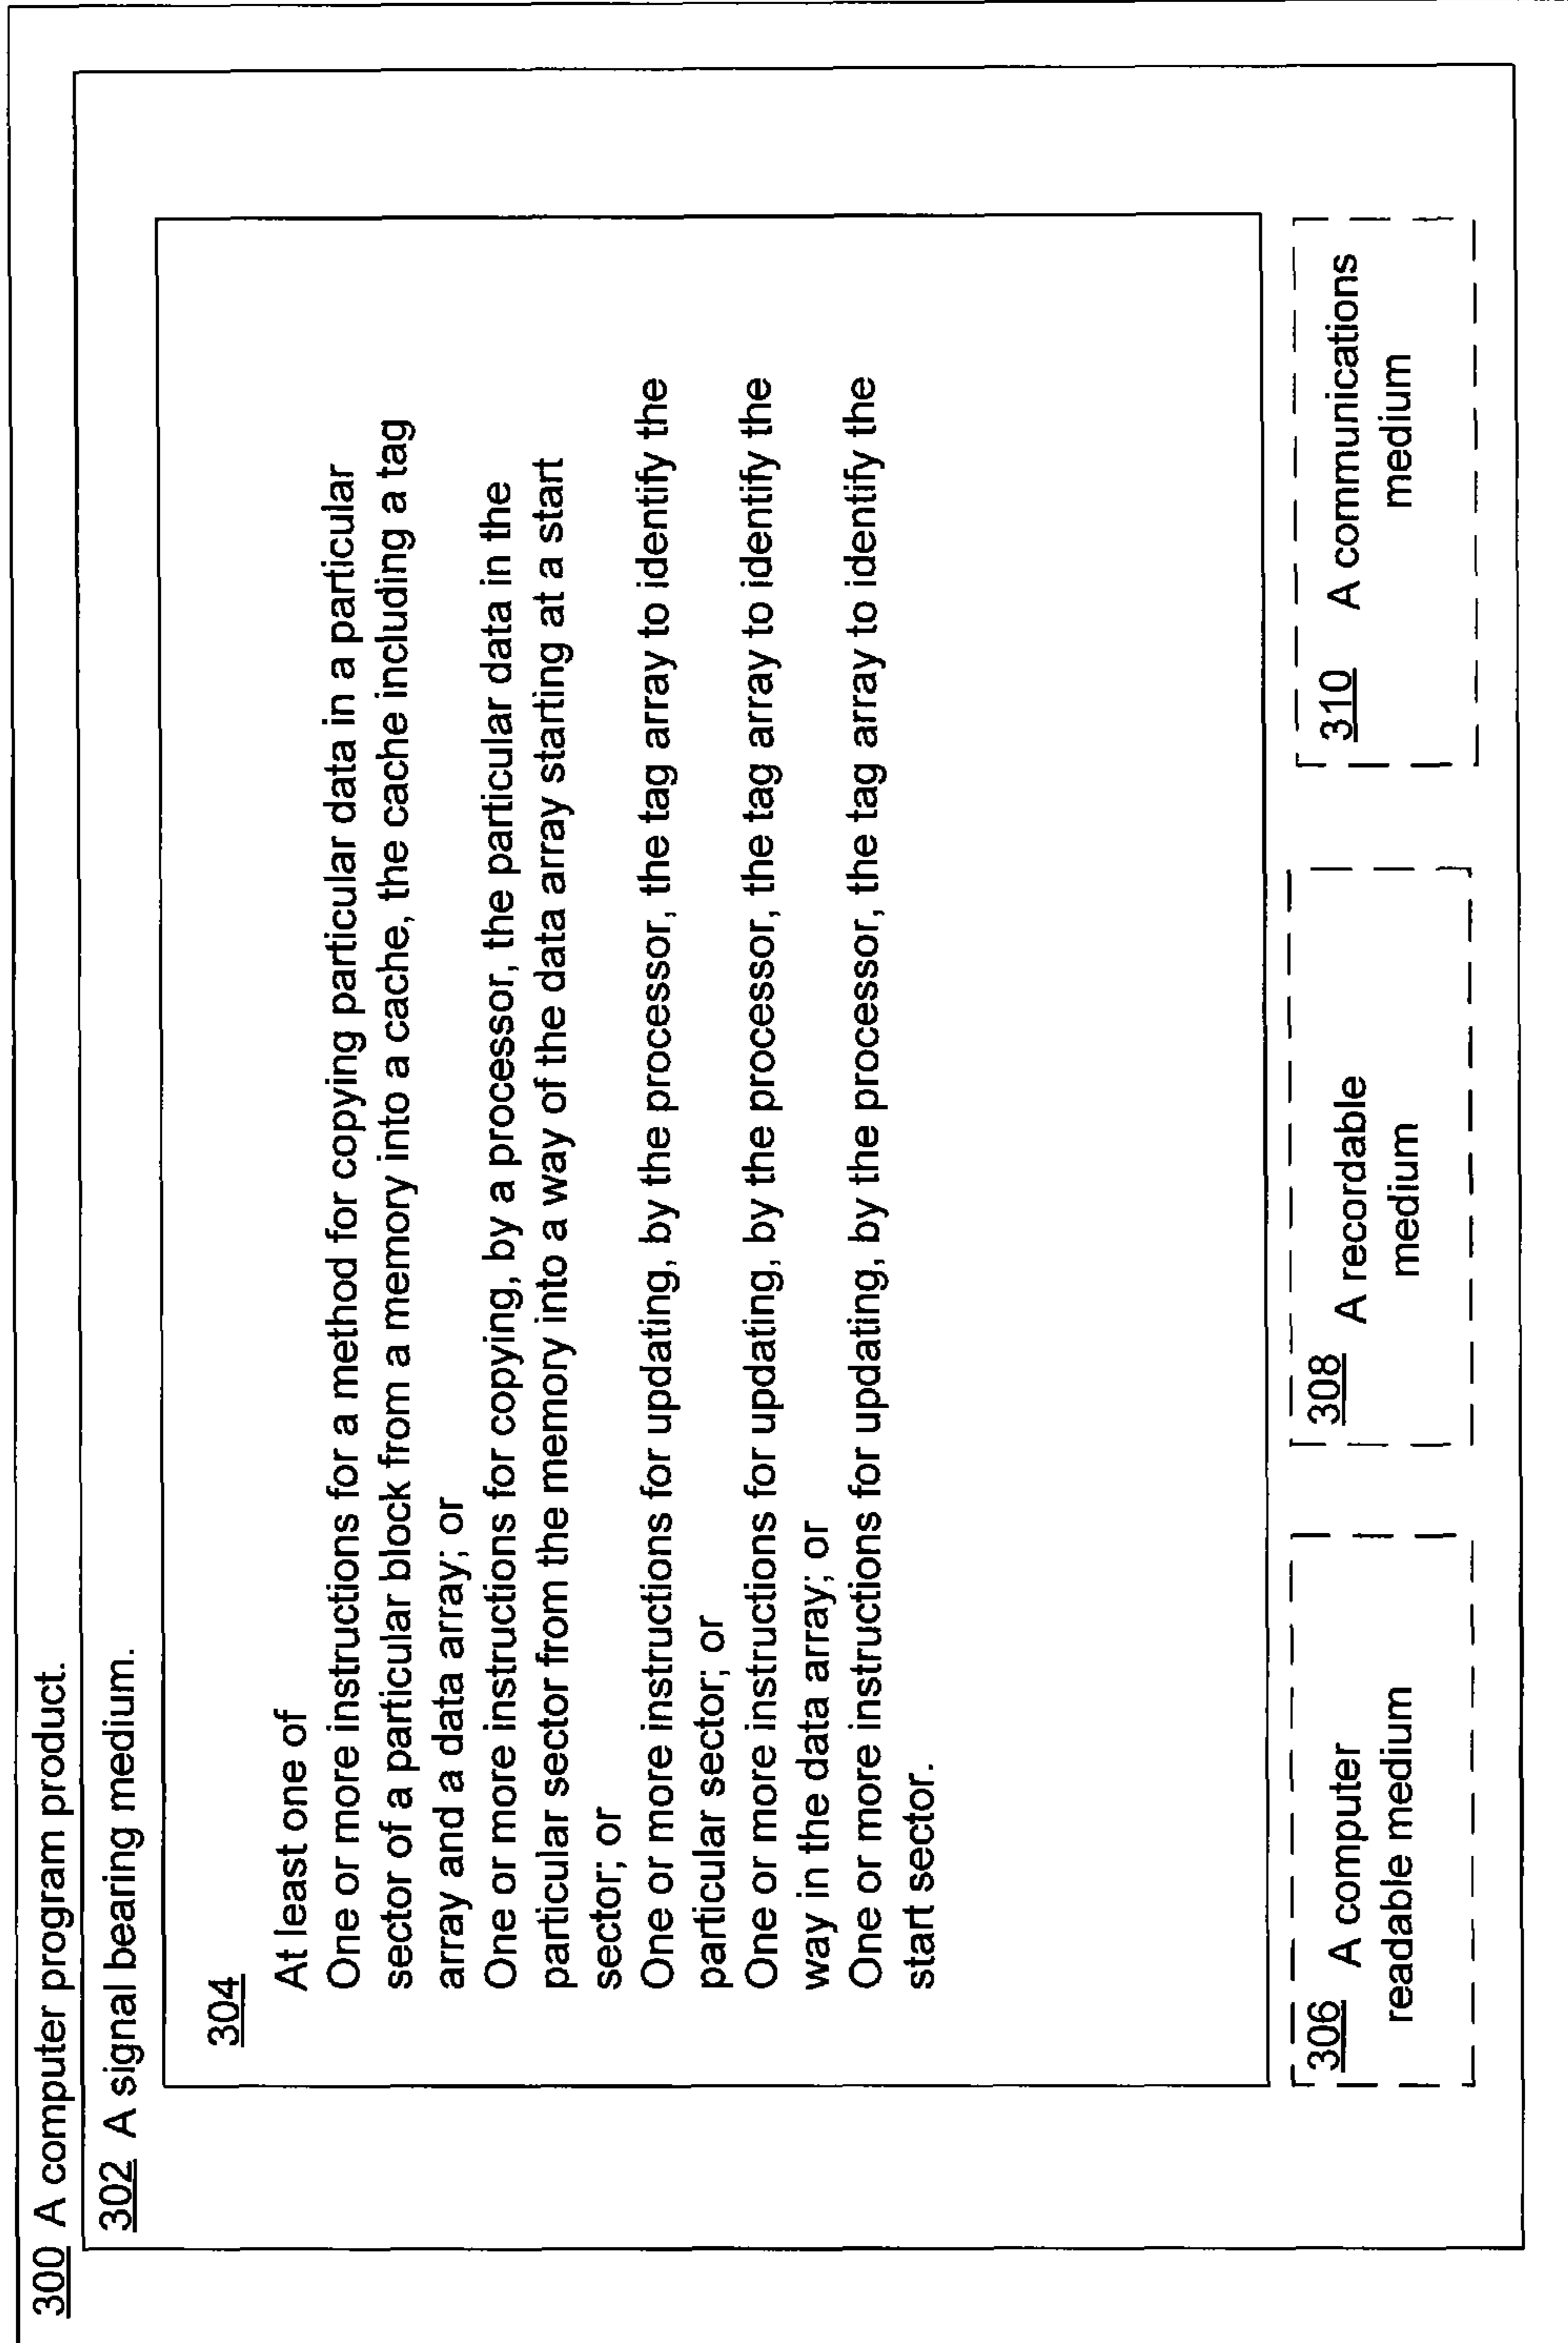 300 A computer program product.
302 A signal bearing medium.
304
At least one of
One or more instructions for a method for copying particular data in a particular
sector of a particular block from a memory into a cache, the cache including a tag
array and a data array; or
One or more instructions for copying, by a processor, the particular data in the
particular sector from the memory into a way of the data array starting at a start
sector; or
One or more instructions for updating, by the processor, the tag array to identify the
particular sector; or
One or more instructions for updating, by the processor, the tag array to identify the
way in the data array; or
One or more instructions for updating, by the processor, the tag array to identify the
start sector.
306 A computer
readable medium
308 A recordable
medium
310 A communications
medium